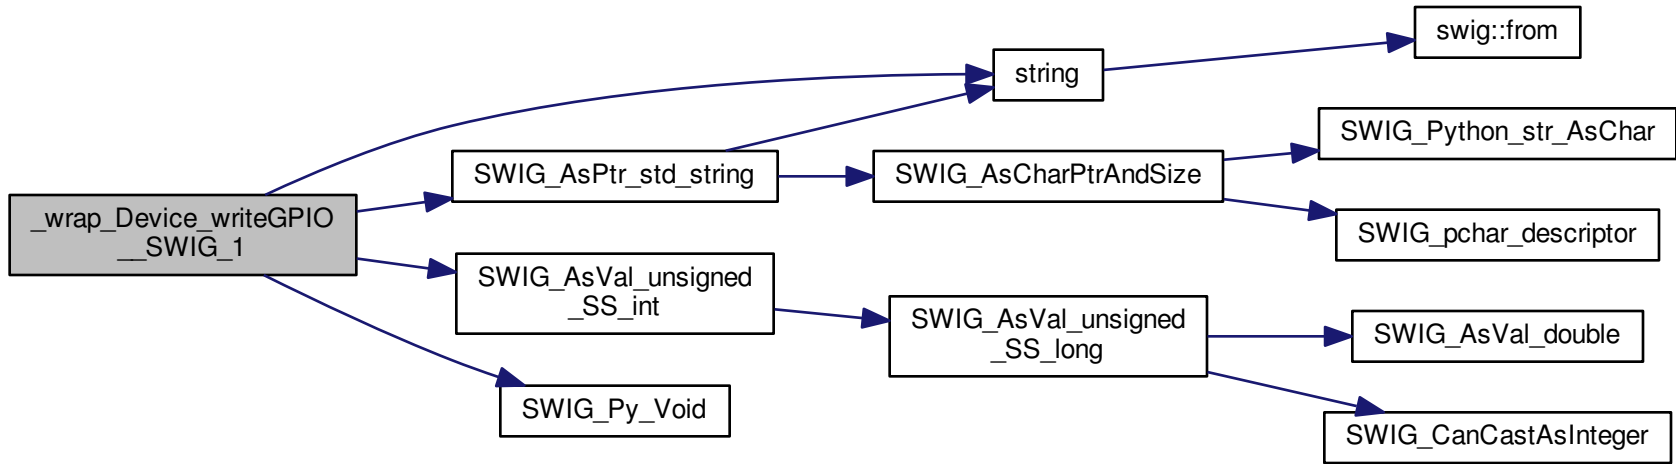 _wrap_Device_writeGPIO
__SWIG_1
string
swig::from
SWIG_AsPtr_std_string
SWIG_AsCharPtrAndSize
SWIG_Python_str_AsChar
SWIG_pchar_descriptor
SWIG_AsVal_unsigned
_SS_int
SWIG_AsVal_unsigned
_SS_long
SWIG_AsVal_double
SWIG_CanCastAsInteger
SWIG_Py_Void